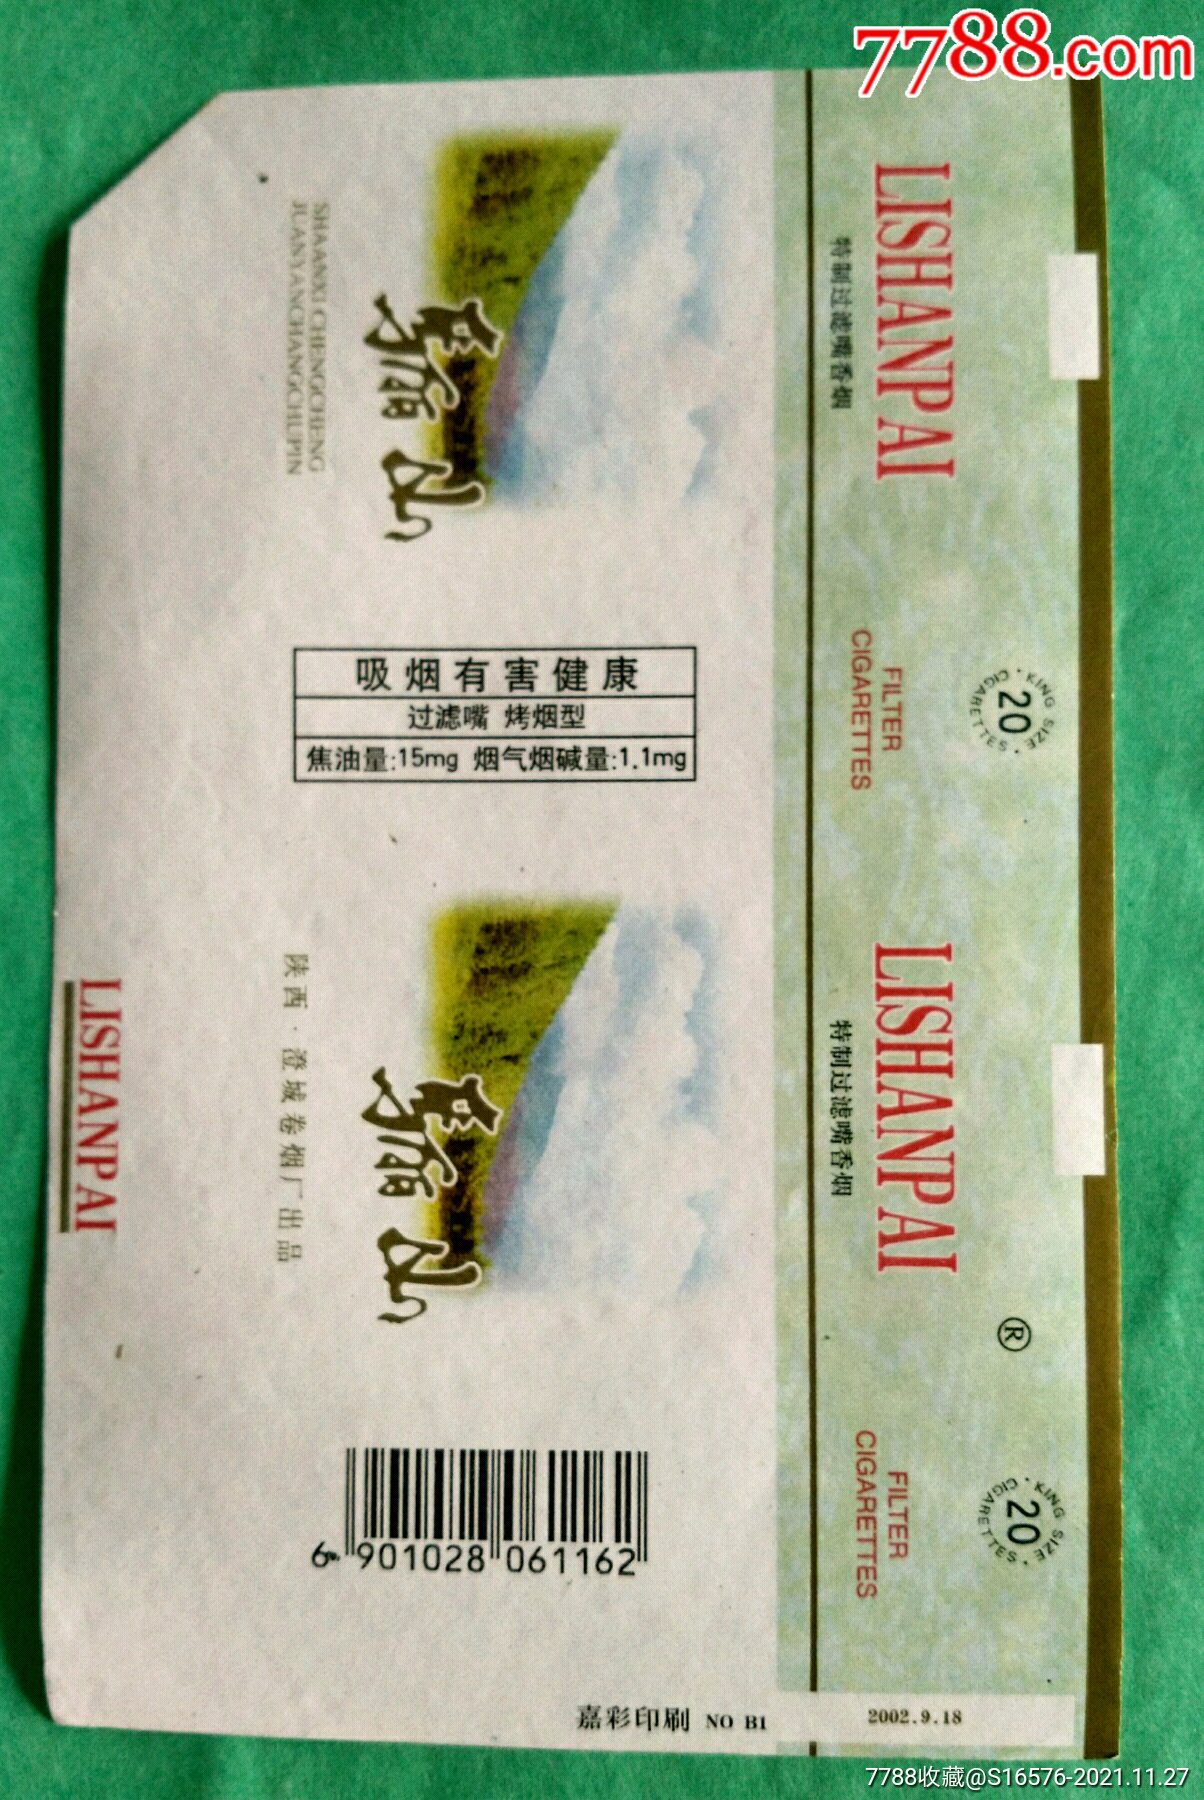 7788.com
LISHANPAI
特制过滤嘴香烟
骊山
SHAANXI CHENGCHENG
JUANYANCHANGCHUPIN
FILTER
CIGARETTES
KING SIZE · CIGARETTES ·
20
吸烟有害健康
过滤嘴 烤烟型
焦油量:15mg 烟气烟碱量:1.1mg
LISHANPAI
特制过滤嘴香烟
骊山
陕西·澄城卷烟厂出品
LISHANPAI
®
FILTER
CIGARETTES
KING SIZE · CIGARETTES ·
20
6 901028 061162
嘉彩印刷 NO B1
2002.9.18
7788收藏@S16576-2021.11.27